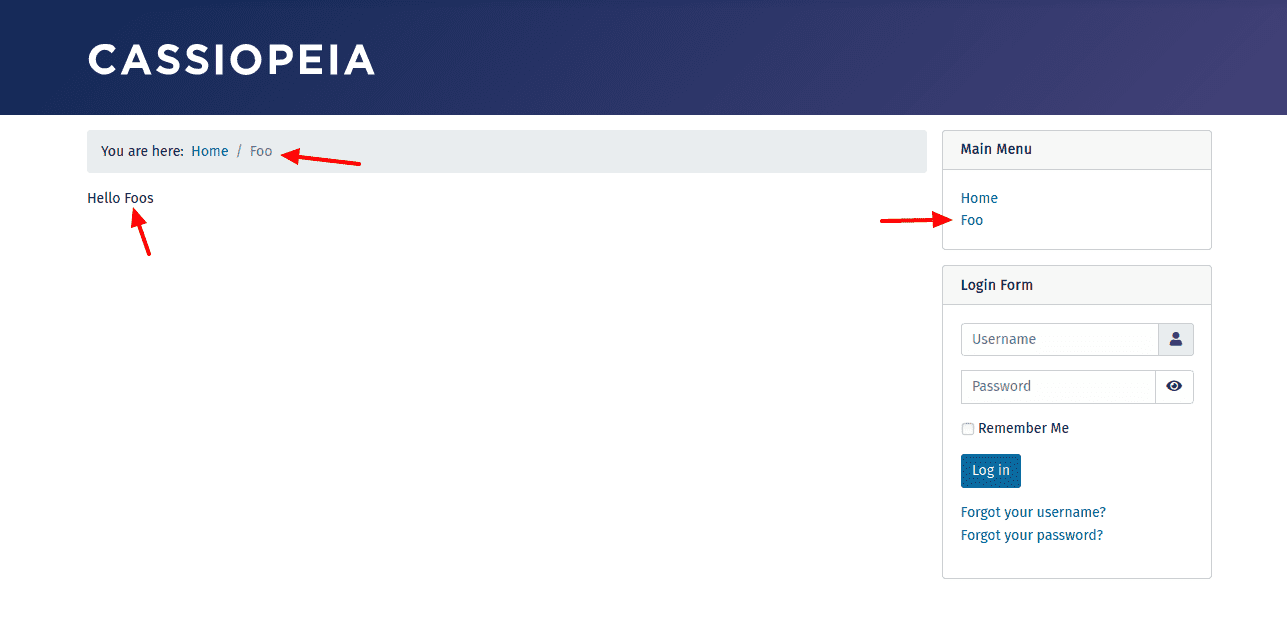 CASSIOPEIA
You are here: Home / Foo
Hello Foos
Main Menu
Home
Foo
Login Form
Username
Password
Remember Me
Log in
Forgot your username?
Forgot your password?